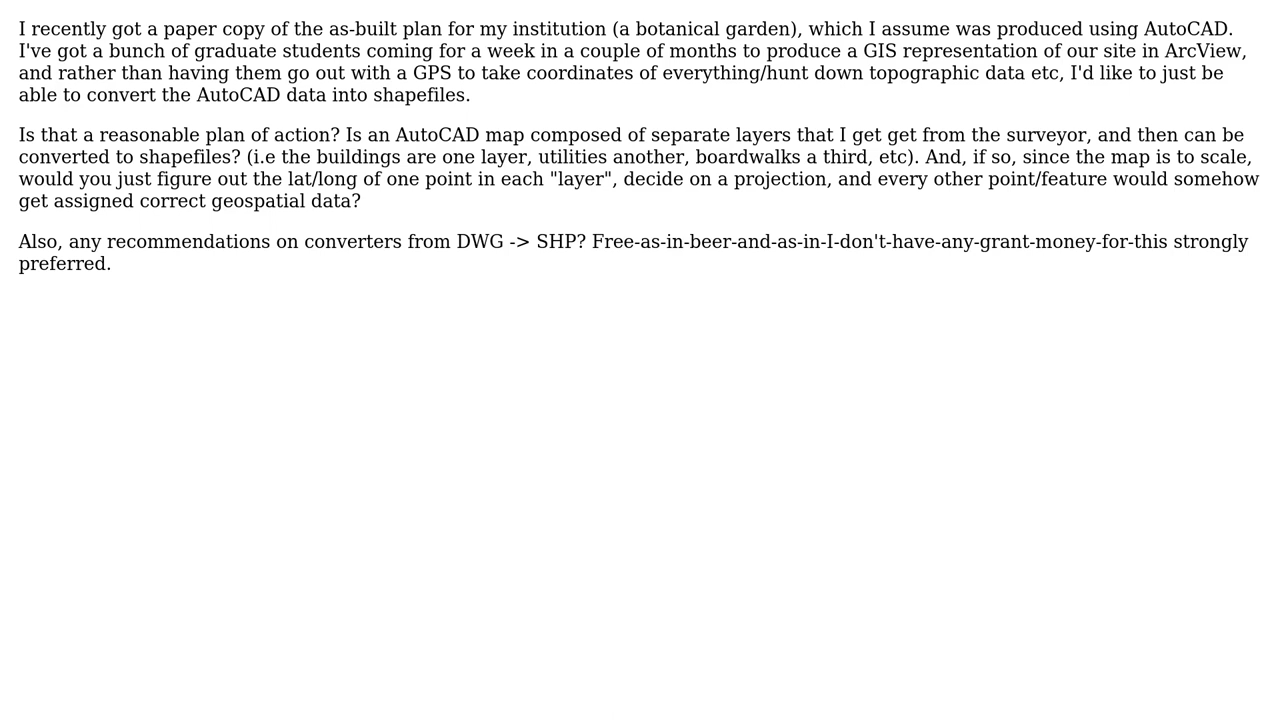 I recently got a paper copy of the as-built plan for my institution (a botanical garden), which I assume was produced using AutoCAD.
I've got a bunch of graduate students coming for a week in a couple of months to produce a GIS representation of our site in ArcView,
and rather than having them go out with a GPS to take coordinates of everything/hunt down topographic data etc, I'd like to just be
able to convert the AutoCAD data into shapefiles.
Is that a reasonable plan of action? Is an AutoCAD map composed of separate layers that I get get from the surveyor, and then can be
converted to shapefiles? (i.e the buildings are one layer, utilities another, boardwalks a third, etc). And, if so, since the map is to scale,
would you just figure out the lat/long of one point in each "layer", decide on a projection, and every other point/feature would somehow
get assigned correct geospatial data?
Also, any recommendations on converters from DWG -> SHP? Free-as-in-beer-and-as-in-I-don't-have-any-grant-money-for-this strongly
preferred.